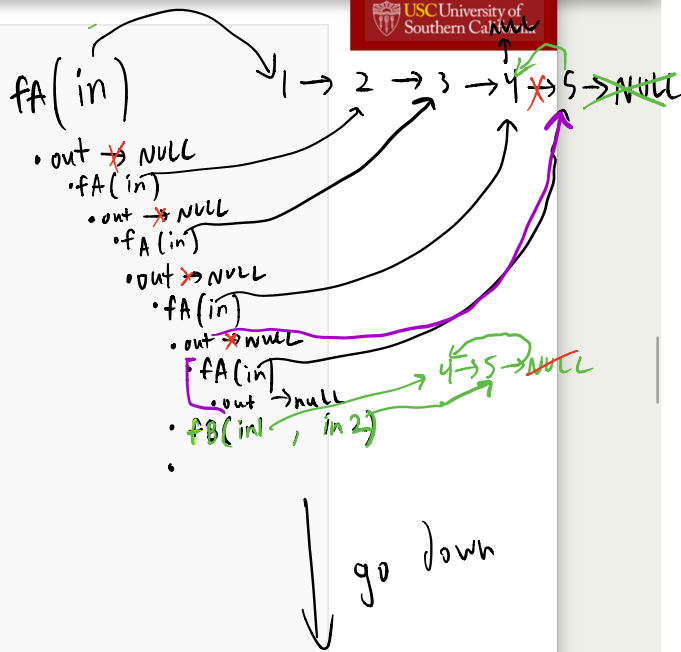 USC University of
Southern California
NULL
fA(in) 1 → 2 → 3 → 4 → 5 → NULL
• out → NULL
• fA(in)
• out → NULL
• fA(in)
• out → NULL
• fA(in)
• out → NULL
• fA(in) 4 → 5 → NULL
• out → null
• fB(in1, in2)
•
go down